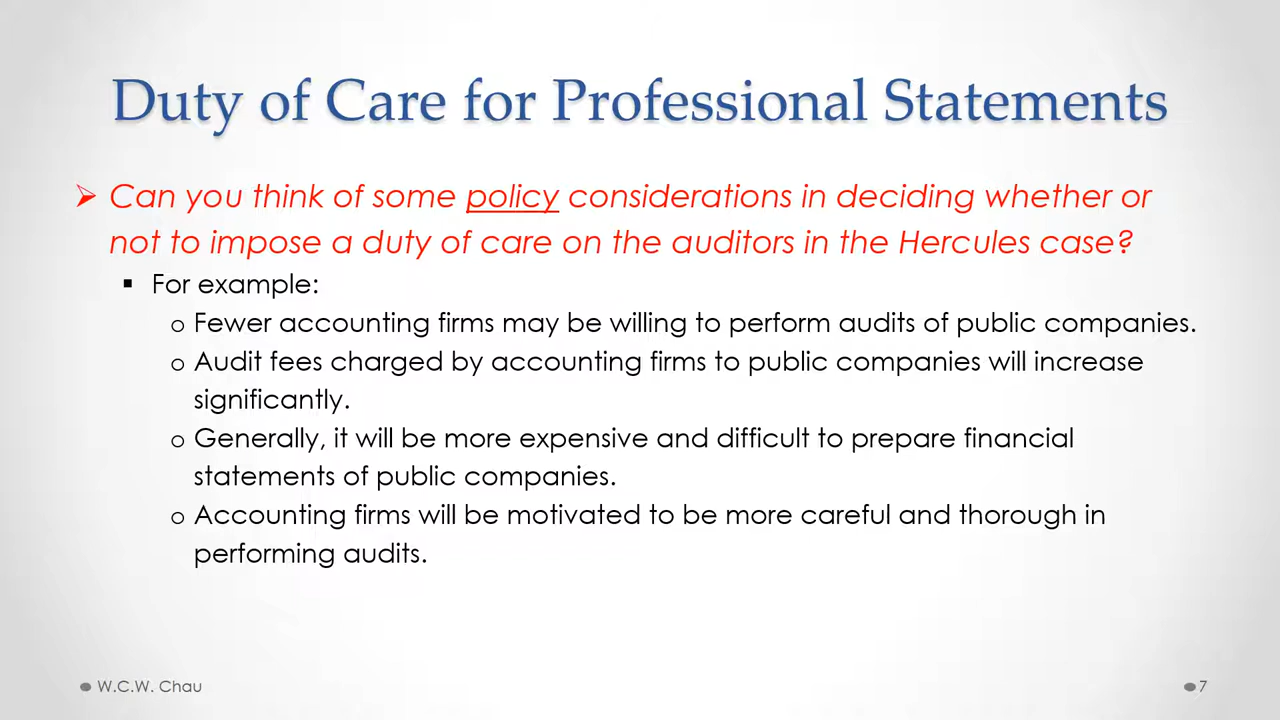 Duty of Care for Professional Statements
➢ Can you think of some policy considerations in deciding whether or
not to impose a duty of care on the auditors in the Hercules case?
▪ For example:
o Fewer accounting firms may be willing to perform audits of public companies.
o Audit fees charged by accounting firms to public companies will increase
significantly.
o Generally, it will be more expensive and difficult to prepare financial
statements of public companies.
o Accounting firms will be motivated to be more careful and thorough in
performing audits.
● W.C.W. Chau
● 7